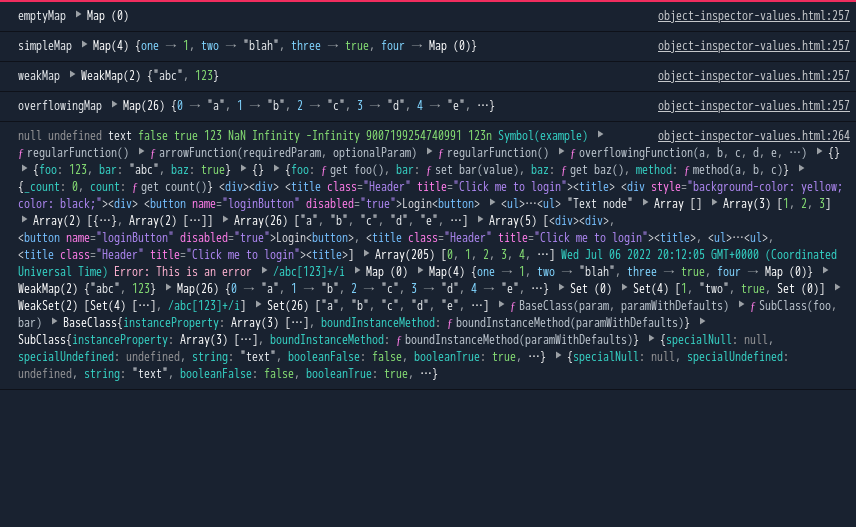 emptyMap ▶ Map (0) object-inspector-values.html:257
simpleMap ▶ Map(4) {one → 1, two → "blah", three → true, four → Map (0)} object-inspector-values.html:257
weakMap ▶ WeakMap(2) {"abc", 123} object-inspector-values.html:257
overflowingMap ▶ Map(26) {0 → "a", 1 → "b", 2 → "c", 3 → "d", 4 → "e", …} object-inspector-values.html:257
null undefined text false true 123 NaN Infinity -Infinity 9007199254740991 123n Symbol(example) ▶ object-inspector-values.html:264
ƒ regularFunction() ▶ ƒ arrowFunction(requiredParam, optionalParam) ▶ ƒ regularFunction() ▶ ƒ overflowingFunction(a, b, c, d, e, …) ▶ {}
▶ {foo: 123, bar: "abc", baz: true} ▶ {} ▶ {foo: ƒ get foo(), bar: ƒ set bar(value), baz: ƒ get baz(), method: ƒ method(a, b, c)} ▶
{_count: 0, count: ƒ get count()} <div><div> <title class="Header" title="Click me to login"><title> <div style="background-color: yellow;
color: black;"><div> <button name="loginButton" disabled="true">Login<button> ▶ <ul>…<ul> "Text node" ▶ Array [] ▶ Array(3) [1, 2, 3]
▶ Array(2) [{…}, Array(2) […]] ▶ Array(26) ["a", "b", "c", "d", "e", …] ▶ Array(5) [<div><div>,
<button name="loginButton" disabled="true">Login<button>, <title class="Header" title="Click me to login"><title>, <ul>…<ul>,
<title class="Header" title="Click me to login"><title>] ▶ Array(205) [0, 1, 2, 3, 4, …] Wed Jul 06 2022 20:12:05 GMT+0000 (Coordinated
Universal Time) Error: This is an error ▶ /abc[123]+/i ▶ Map (0) ▶ Map(4) {one → 1, two → "blah", three → true, four → Map (0)} ▶
WeakMap(2) {"abc", 123} ▶ Map(26) {0 → "a", 1 → "b", 2 → "c", 3 → "d", 4 → "e", …} ▶ Set (0) ▶ Set(4) [1, "two", true, Set (0)] ▶
WeakSet(2) [Set(4) […], /abc[123]+/i] ▶ Set(26) ["a", "b", "c", "d", "e", …] ▶ ƒ BaseClass(param, paramWithDefaults) ▶ ƒ SubClass(foo,
bar) ▶ BaseClass{instanceProperty: Array(3) […], boundInstanceMethod: ƒ boundInstanceMethod(paramWithDefaults)} ▶
SubClass{instanceProperty: Array(3) […], boundInstanceMethod: ƒ boundInstanceMethod(paramWithDefaults)} ▶ {specialNull: null,
specialUndefined: undefined, string: "text", booleanFalse: false, booleanTrue: true, …} ▶ {specialNull: null, specialUndefined:
undefined, string: "text", booleanFalse: false, booleanTrue: true, …}